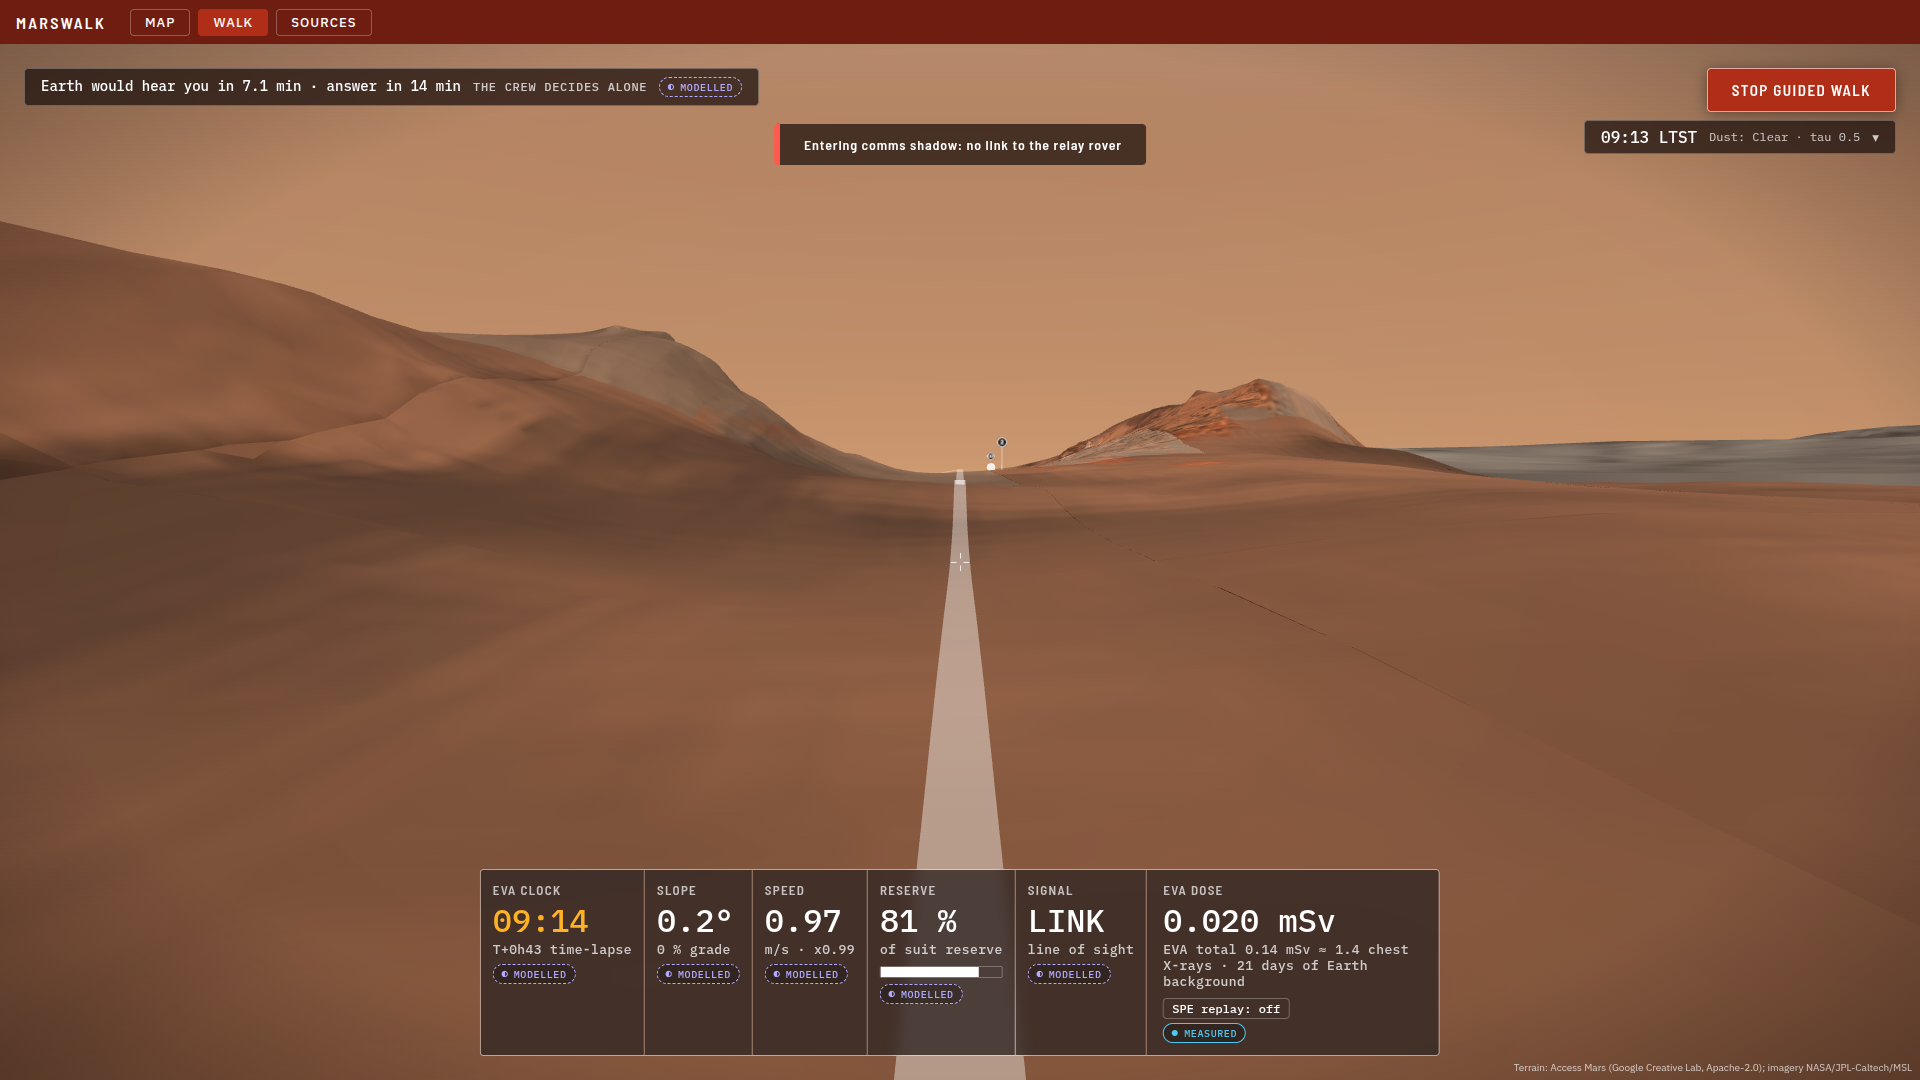 MARSWALK
MAP
WALK
SOURCES
Earth would hear you in 7.1 min · answer in 14 min THE CREW DECIDES ALONE ◐ MODELLED
STOP GUIDED WALK
Entering comms shadow: no link to the relay rover
09:13 LTST Dust: Clear · tau 0.5 ▼
EVA CLOCK
09:14
T+0h43 time-lapse
◐ MODELLED
SLOPE
0.2°
0 % grade
◐ MODELLED
SPEED
0.97
m/s · x0.99
◐ MODELLED
RESERVE
81 %
of suit reserve
◐ MODELLED
SIGNAL
LINK
line of sight
◐ MODELLED
EVA DOSE
0.020 mSv
EVA total 0.14 mSv ≈ 1.4 chest
X-rays · 21 days of Earth
background
SPE replay: off
● MEASURED
Terrain: Access Mars (Google Creative Lab, Apache-2.0); imagery NASA/JPL-Caltech/MSL